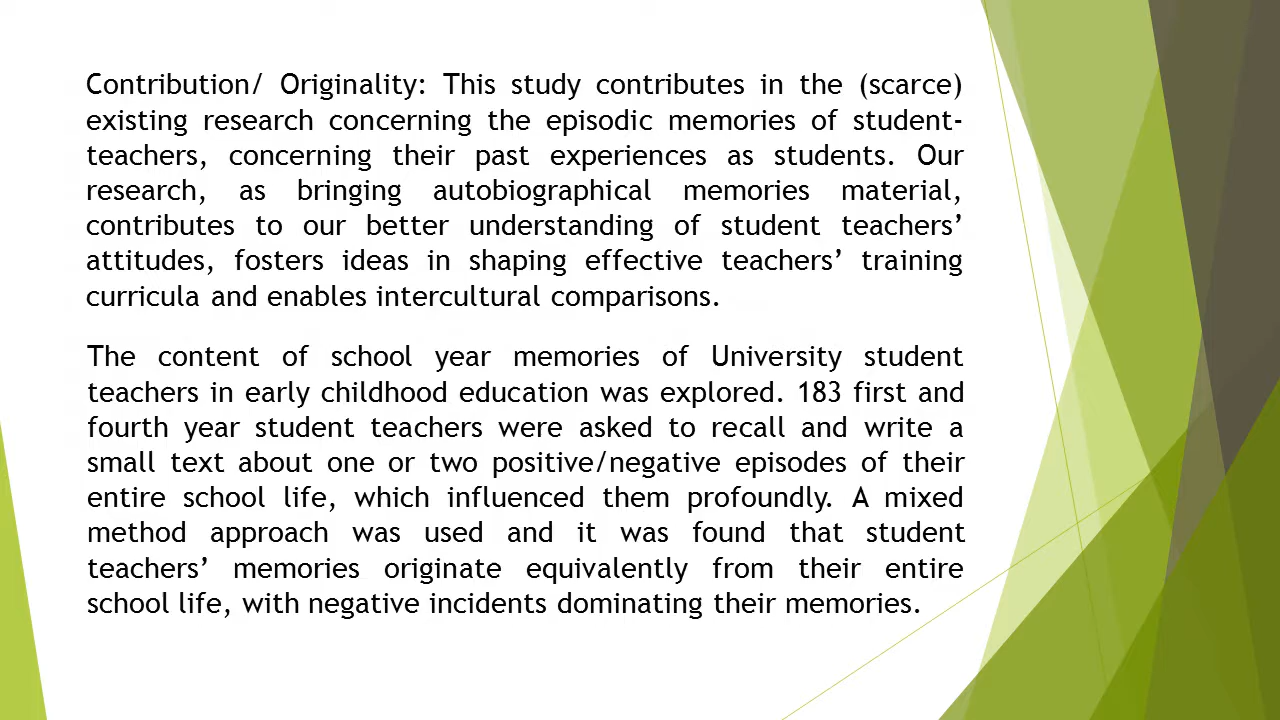 Contribution/ Originality: This study contributes in the (scarce)
existing research concerning the episodic memories of student-
teachers, concerning their past experiences as students. Our
research, as bringing autobiographical memories material,
contributes to our better understanding of student teachers’
attitudes, fosters ideas in shaping effective teachers’ training
curricula and enables intercultural comparisons.
The content of school year memories of University student
teachers in early childhood education was explored. 183 first and
fourth year student teachers were asked to recall and write a
small text about one or two positive/negative episodes of their
entire school life, which influenced them profoundly. A mixed
method approach was used and it was found that student
teachers’ memories originate equivalently from their entire
school life, with negative incidents dominating their memories.